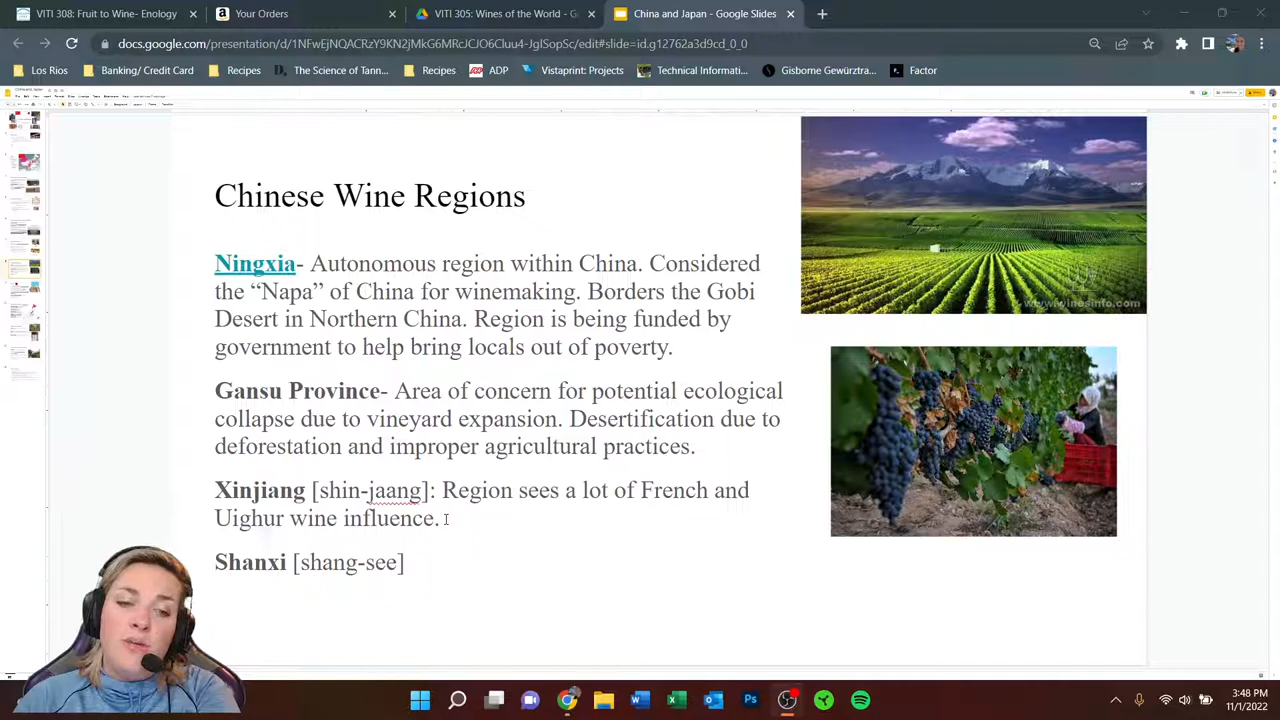 VITI 308: Fruit to Wine- Enology
Your Orders
VITI 305: Wines of the World - G
China and Japan - Google Slides
docs.google.com/presentation/d/1NFwEjNQACRzY9KN2jMkG6MRcJCJO6Cluu4-JgISopSc/edit#slide=id.g12762a3d9cd_0_0
Los Rios
Banking/ Credit Card
Recipes
The Science of Tann...
Recipes
ADP
Blueprint: Projects
Technical Informati...
Gisborne Gewürztra...
Factor
Chinese Wine Regions
Ningxia- Autonomous region within China. Considered
the “Napa” of China for winemaking. Borders the Gobi
Desert in Northern China. Region is being funded by
government to help bring locals out of poverty.
www.winesinfo.com
Gansu Province- Area of concern for potential ecological
collapse due to vineyard expansion. Desertification due to
deforestation and improper agricultural practices.
Xinjiang [shin-jaang]: Region sees a lot of French and
Uighur wine influence.
Shanxi [shang-see]
3:48 PM
11/1/2022